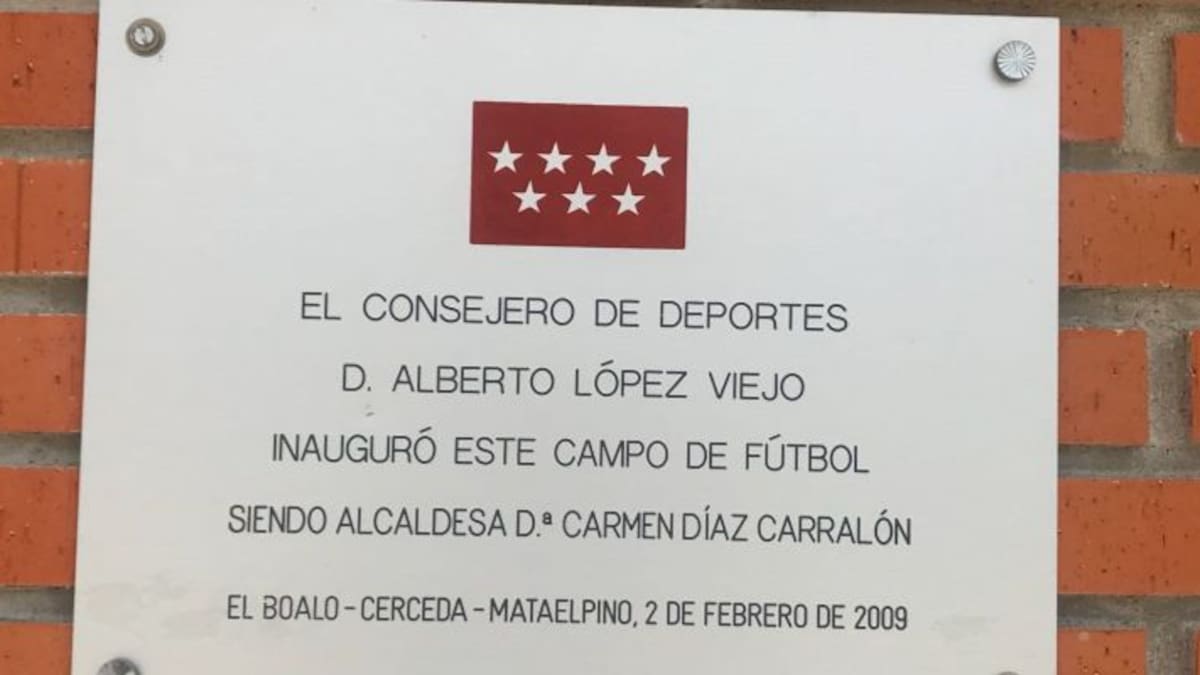 EL CONSEJERO DE DEPORTES
D. ALBERTO LÓPEZ VIEJO
INAUGURÓ ESTE CAMPO DE FÚTBOL
SIENDO ALCALDESA D.ª CARMEN DÍAZ CARRALÓN
EL BOALO - CERCEDA - MATAELPINO, 2 DE FEBRERO DE 2009